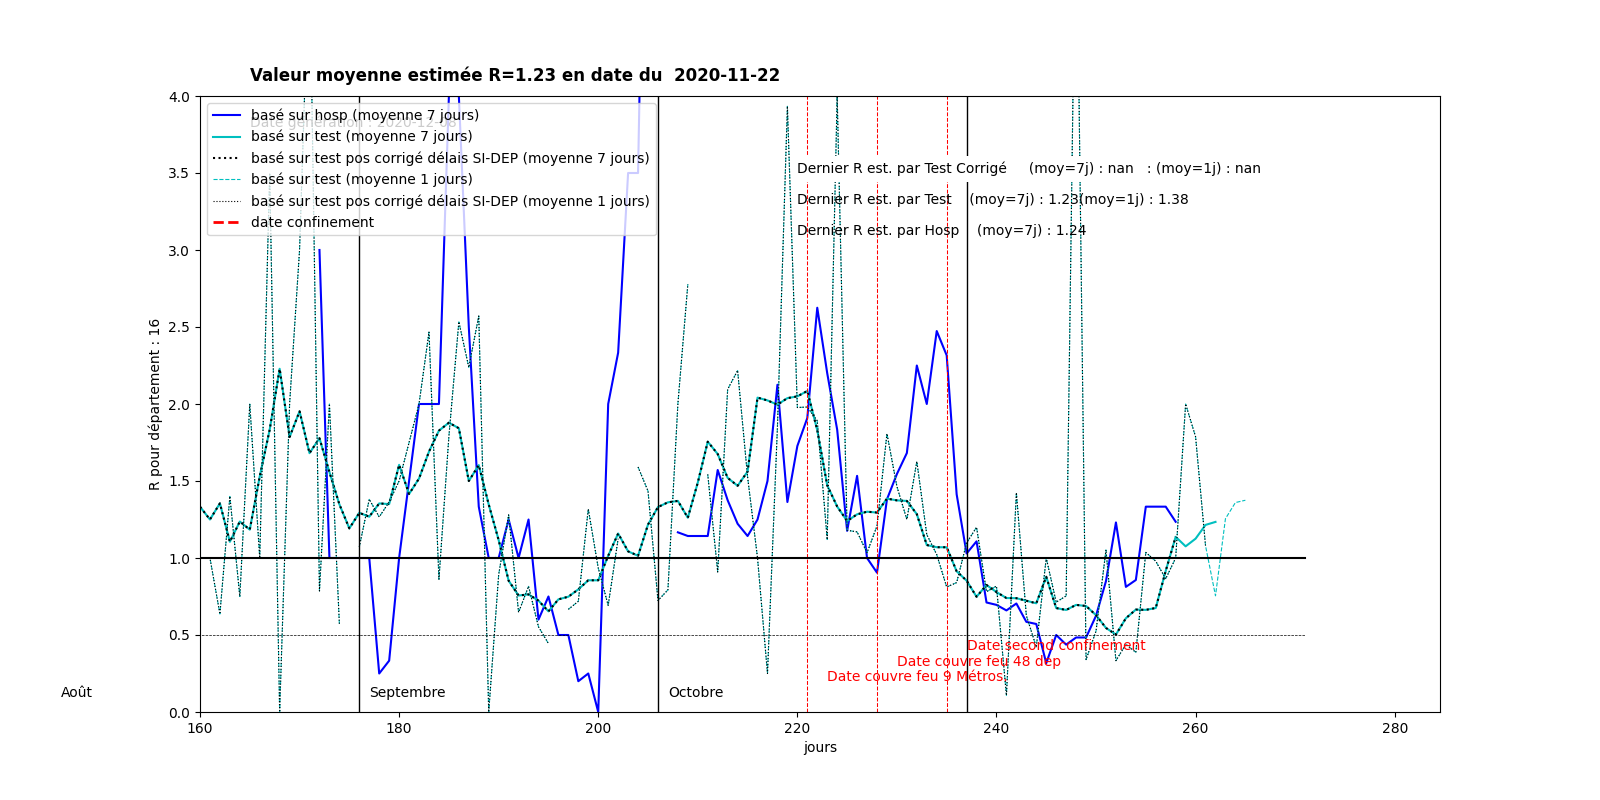 Valeur moyenne estimée R=1.23 en date du  2020-11-22
Date génération : 2020-12-
basé sur hosp (moyenne 7 jours)
basé sur test (moyenne 7 jours)
basé sur test pos corrigé délais SI-DEP (moyenne 7 jours)
basé sur test (moyenne 1 jours)
basé sur test pos corrigé délais SI-DEP (moyenne 1 jours)
date confinement
Dernier R est. par Test Corrigé     (moy=7j) : nan   : (moy=1j) : nan
Dernier R est. par Test    (moy=7j) : 1.23(moy=1j) : 1.38
Dernier R est. par Hosp    (moy=7j) : 1.24
R pour département : 16
4.0
3.5
3.0
2.5
2.0
1.5
1.0
0.5
0.0
Date second confinement
Date couvre feu 48 dep
Date couvre feu 9 Métros
Août
Septembre
Octobre
160
180
200
220
240
260
280
jours